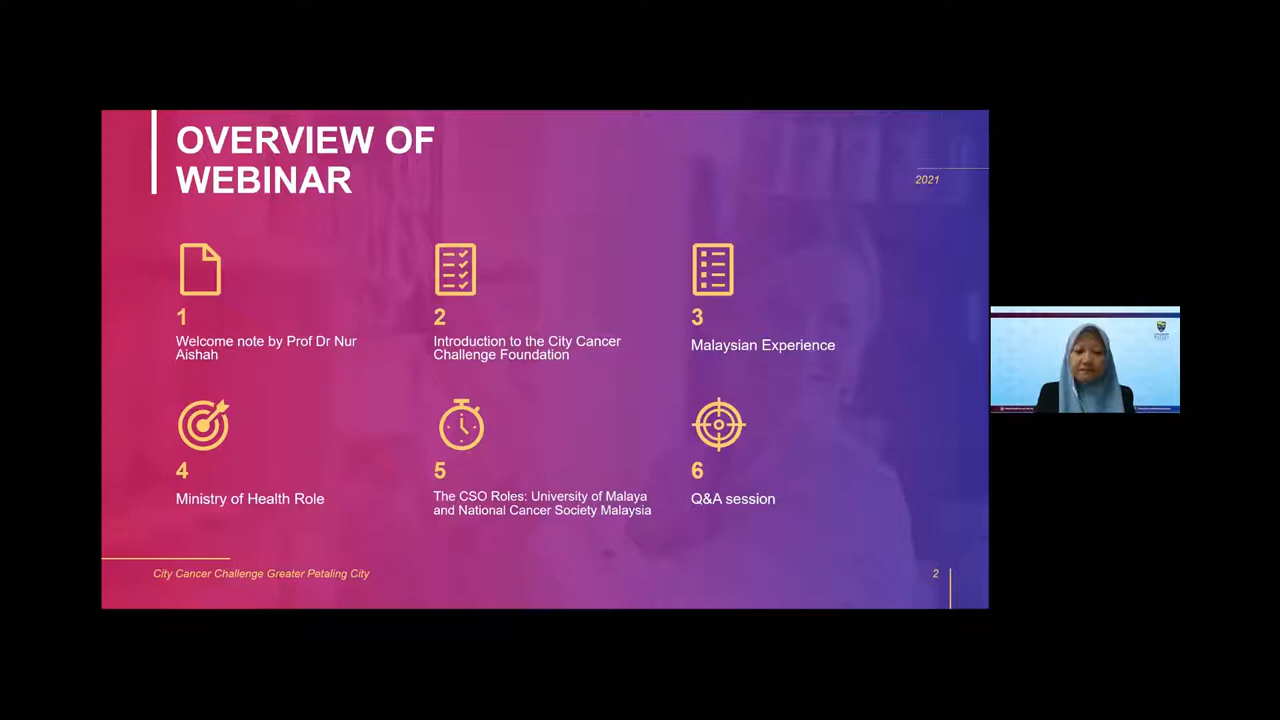 OVERVIEW OF
WEBINAR
2021
1
Welcome note by Prof Dr Nur
Aishah
2
Introduction to the City Cancer
Challenge Foundation
3
Malaysian Experience
4
Ministry of Health Role
5
The CSO Roles: University of Malaya
and National Cancer Society Malaysia
6
Q&A session
City Cancer Challenge Greater Petaling City
2